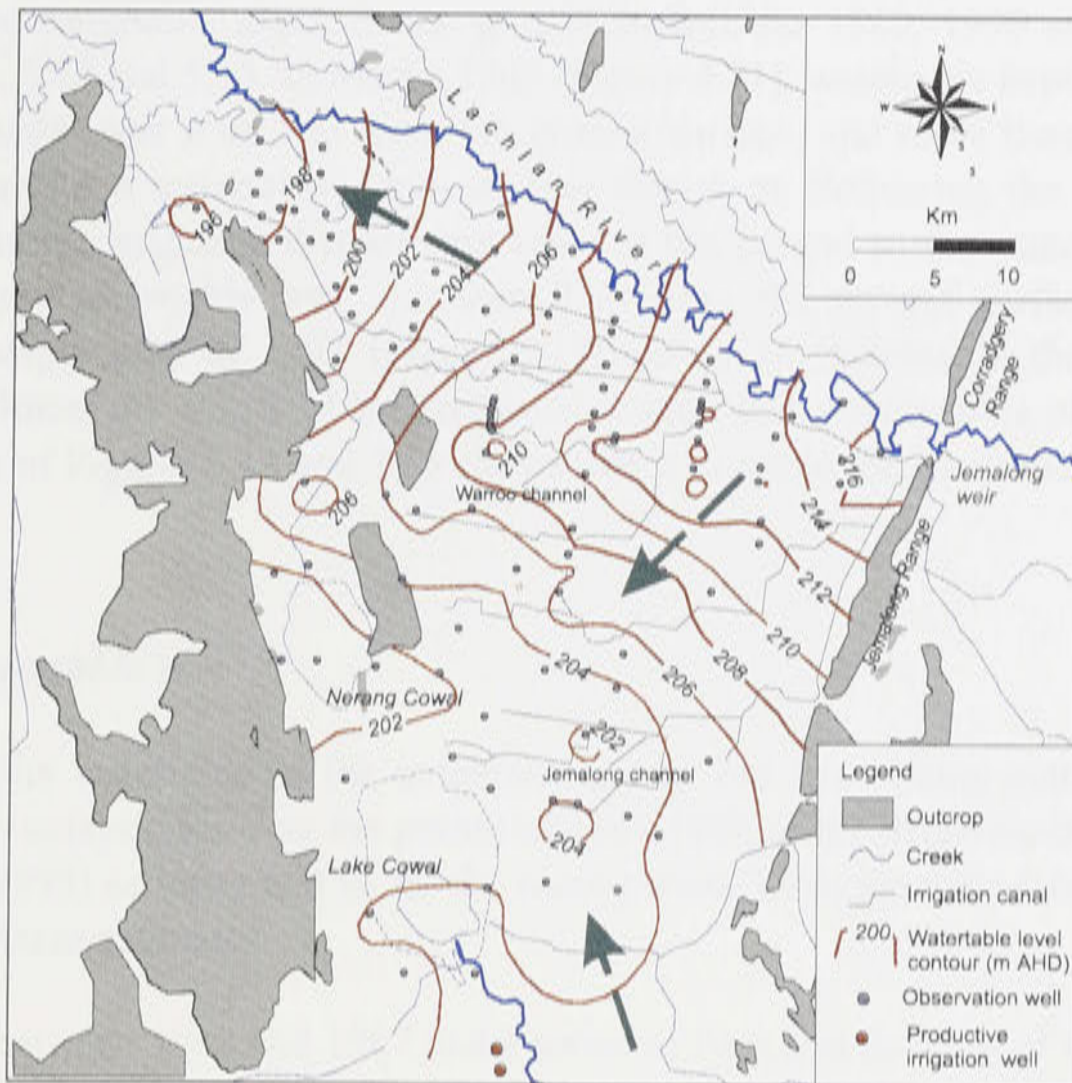 N
W
E
S
S
Km
0 5 10
Lachlan River
198
196
200
202
204
206
Corradgery
Range
210
Warroo channel
216
214
Jemalong
weir
206
212
Jemalong Range
210
208
206
204
Nerang Cowal
202
202
Jemalong channel
204
Lake Cowal
Legend
Outcrop
Creek
Irrigation canal
200 Watertable level
contour (m AHD)
Observation well
Productive
irrigation well